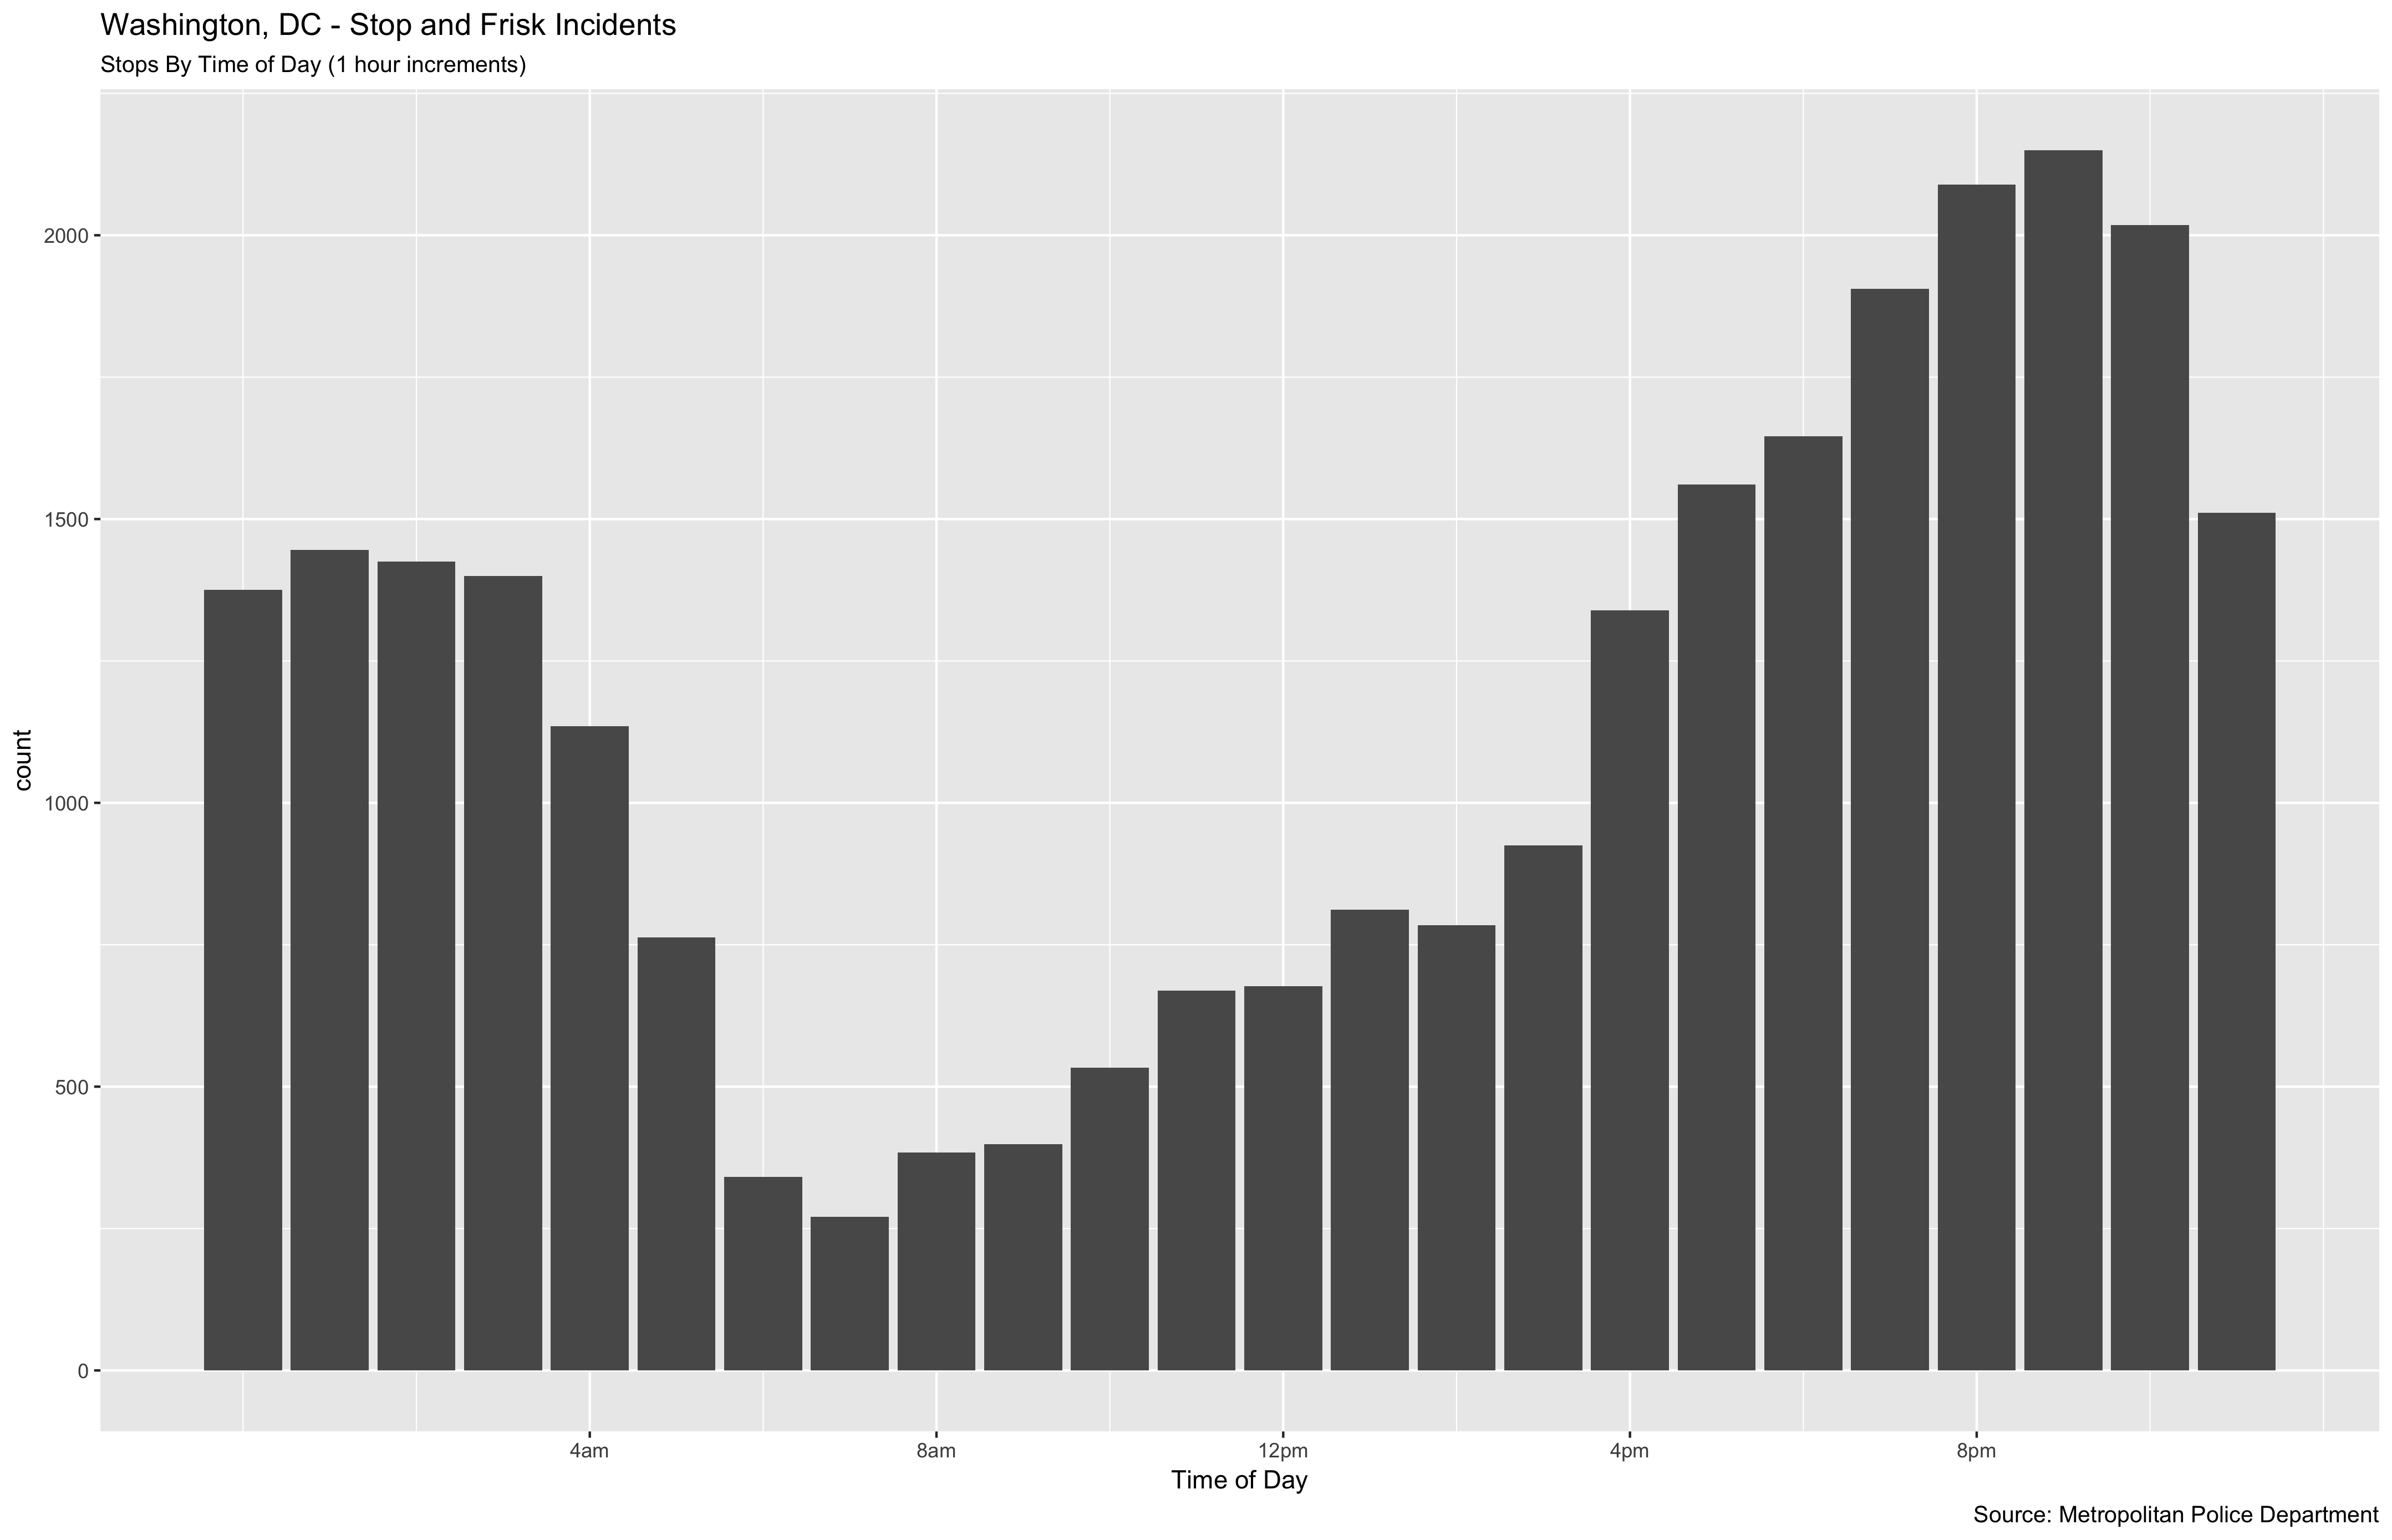 Washington, DC - Stop and Frisk Incidents
Stops By Time of Day (1 hour increments)
2000
1500
1000
500
0
count
4am 8am 12pm 4pm 8pm
Time of Day
Source: Metropolitan Police Department